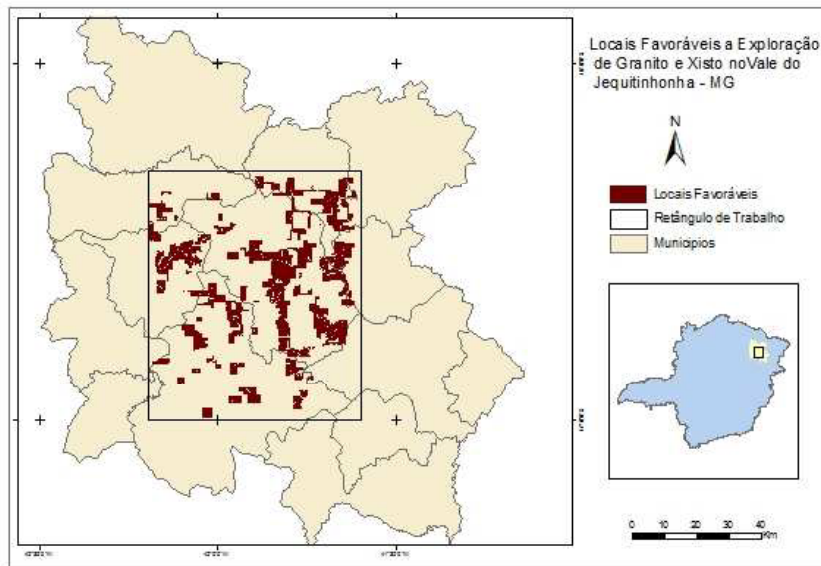 Locais Favoráveis a Exploração
de Granito e Xisto noVale do
Jequitinhonha - MG
N
Locais Favoráveis
Retângulo de Trabalho
Municipios
0 10 20 30 40
Km